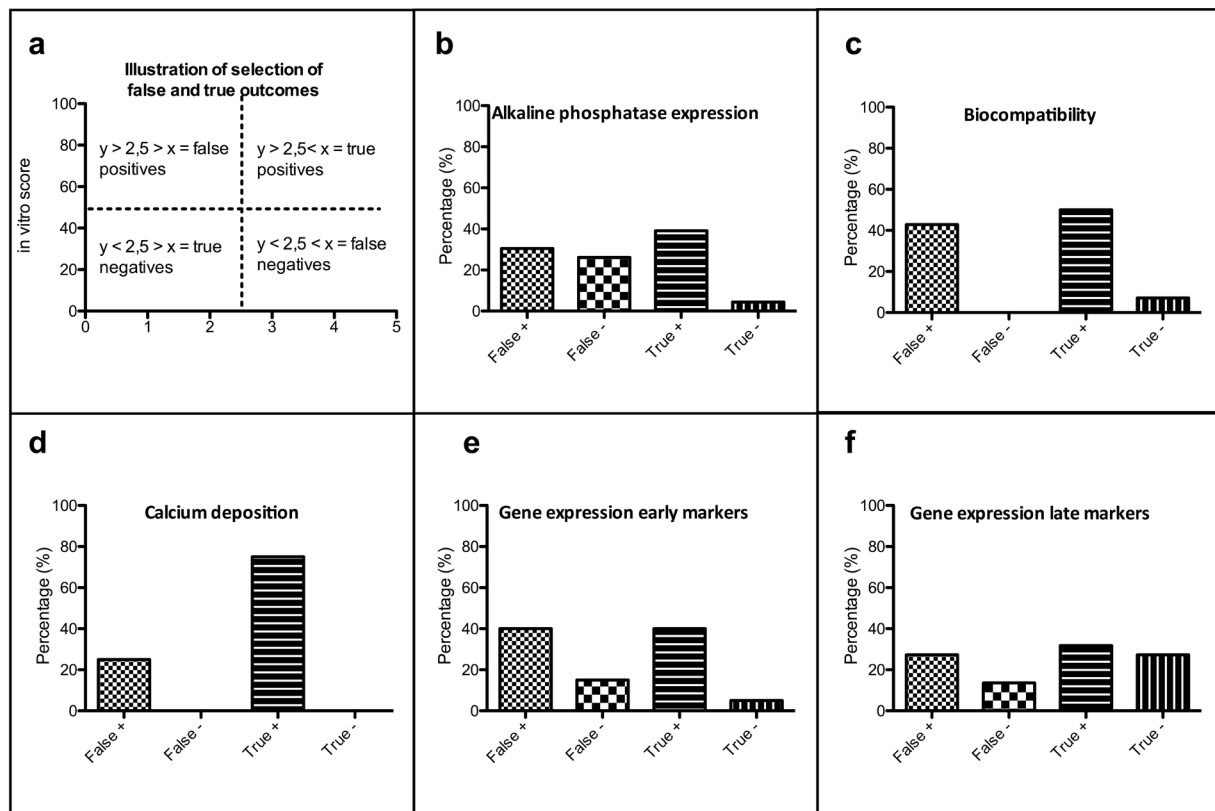 a
Illustration of selection of
false and true outcomes
in vitro score
100
80
60
40
20
0
y > 2,5 > x = false
positives
y > 2,5< x = true
positives
y < 2,5 > x = true
negatives
y < 2,5 < x = false
negatives
0 1 2 3 4 5
b
Alkaline phosphatase expression
Percentage (%)
100
80
60
40
20
0
False +
False -
True +
True -
c
Biocompatibility
Percentage (%)
100
80
60
40
20
0
False +
False -
True +
True -
d
Calcium deposition
Percentage (%)
100
80
60
40
20
0
False +
False -
True +
True -
e
Gene expression early markers
Percentage (%)
100
80
60
40
20
0
False +
False -
True +
True -
f
Gene expression late markers
Percentage (%)
100
80
60
40
20
0
False +
False -
True +
True -